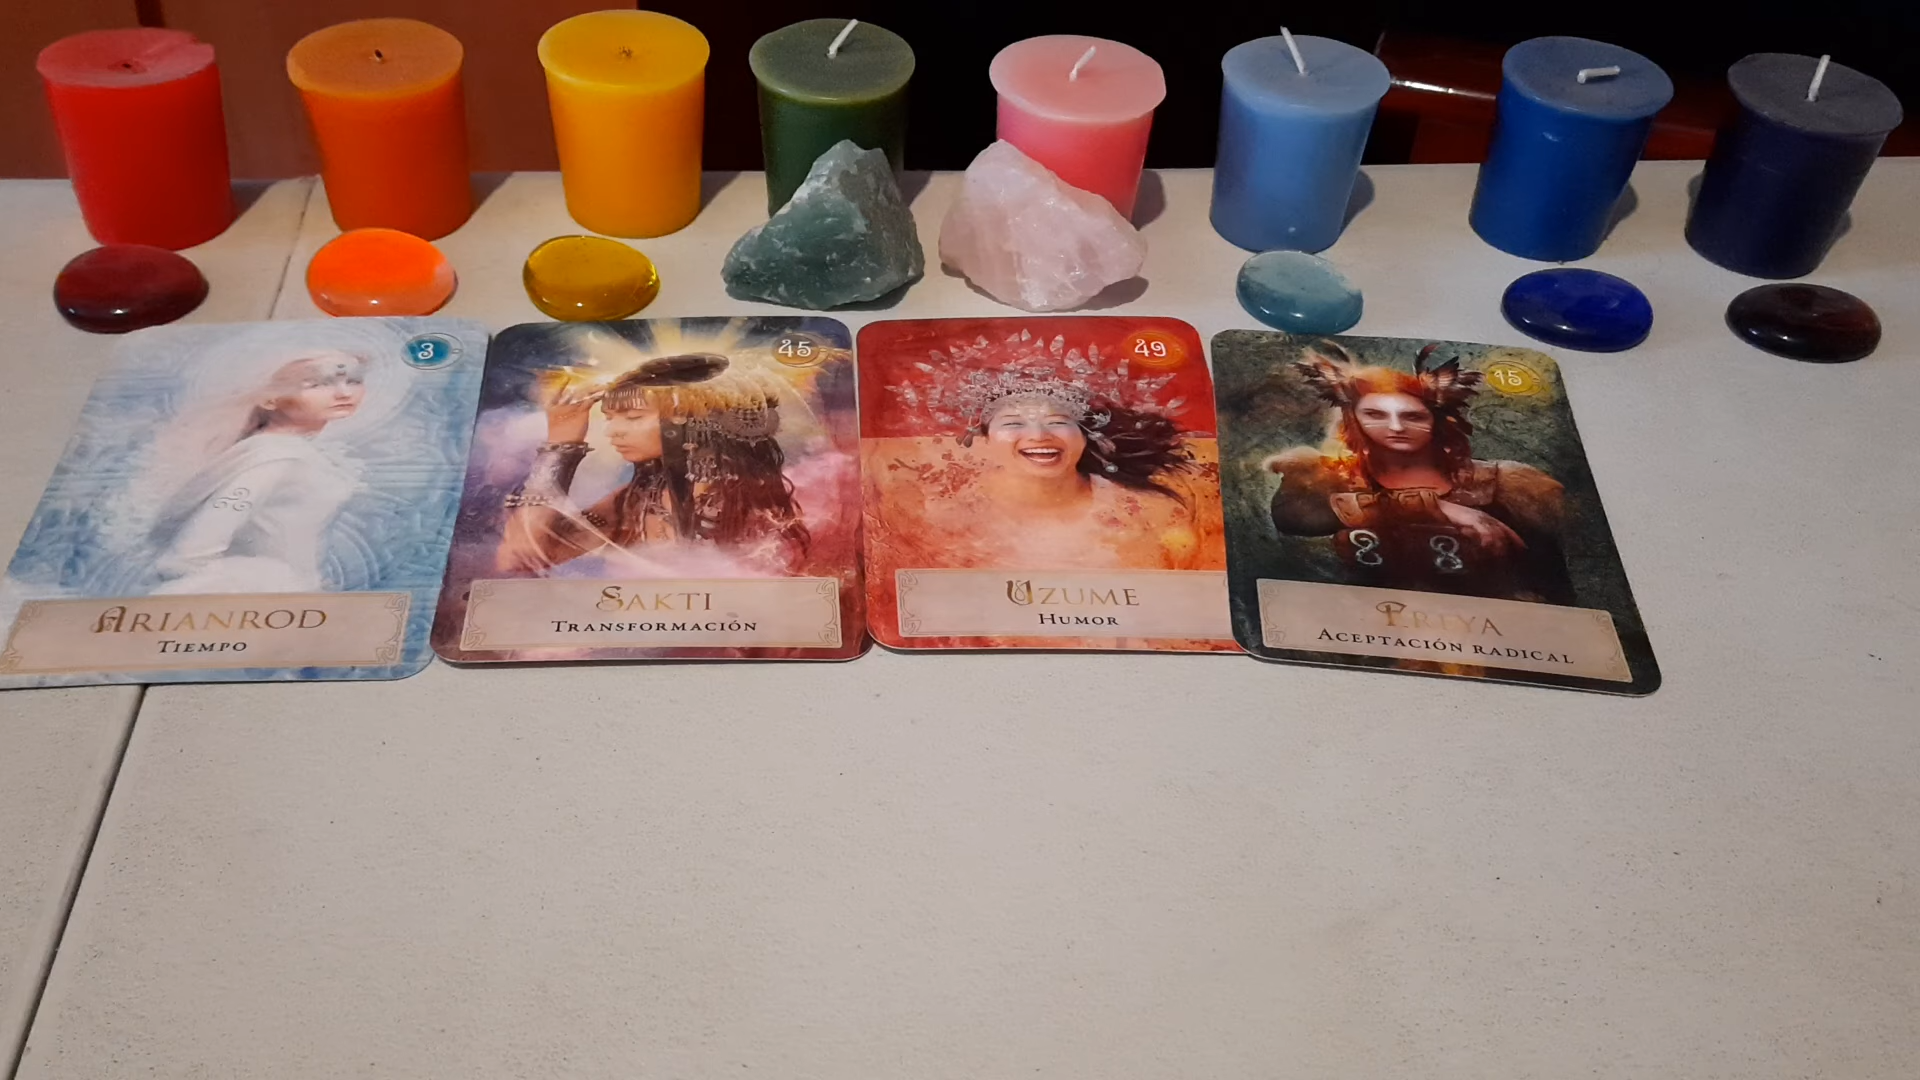 3
ARIANROD
TIEMPO
45
SAKTI
TRANSFORMACIÓN
49
UZUME
HUMOR
15
FREYA
ACEPTACIÓN RADICAL